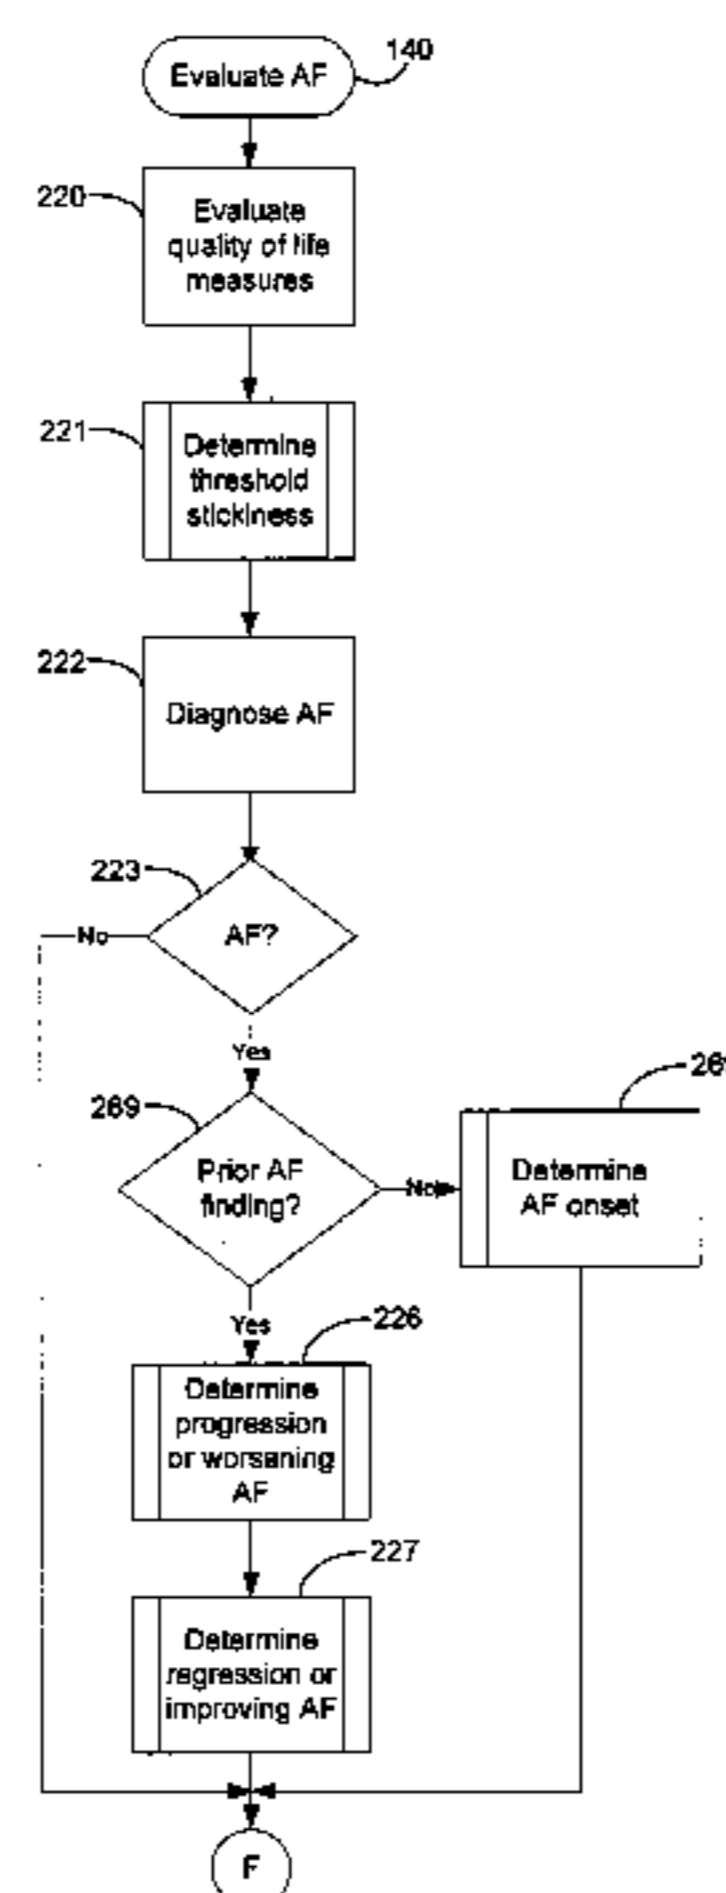 Evaluate AF
140
220
Evaluate
quality of life
measures
221
Determine
threshold
stickiness
222
Diagnose AF
223
AF?
No
Yes
269
Prior AF
finding?
No
Determine
AF onset
Yes
226
Determine
progression
or worsening
AF
227
Determine
regression or
improving AF
F